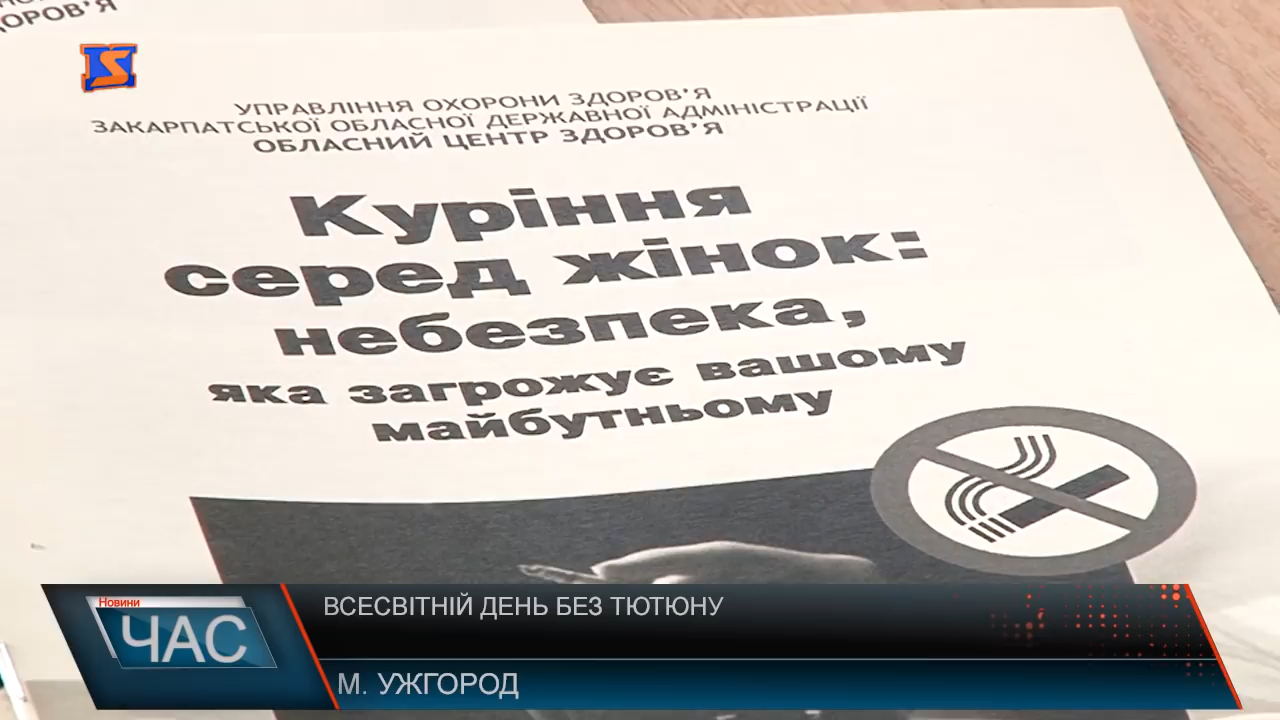 ОРОВ'Я
УПРАВЛІННЯ ОХОРОНИ ЗДОРОВ'Я
ЗАКАРПАТСЬКОЇ ОБЛАСНОЇ ДЕРЖАВНОЇ АДМІНІСТРАЦІЇ
ОБЛАСНИЙ ЦЕНТР ЗДОРОВ'Я
Куріння
серед жінок:
небезпека,
яка загрожує вашому
майбутньому
Новини
ЧАС
ВСЕСВІТНІЙ ДЕНЬ БЕЗ ТЮТЮНУ
М. УЖГОРОД